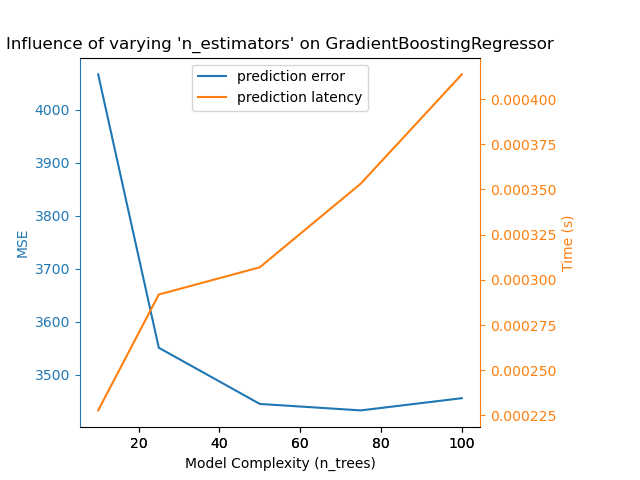 Influence of varying 'n_estimators' on GradientBoostingRegressor
prediction error
prediction latency
4000
3900
3800
3700
3600
3500
MSE
0.000400
0.000375
0.000350
0.000325
0.000300
0.000275
0.000250
0.000225
Time (s)
20 40 60 80 100
Model Complexity (n_trees)